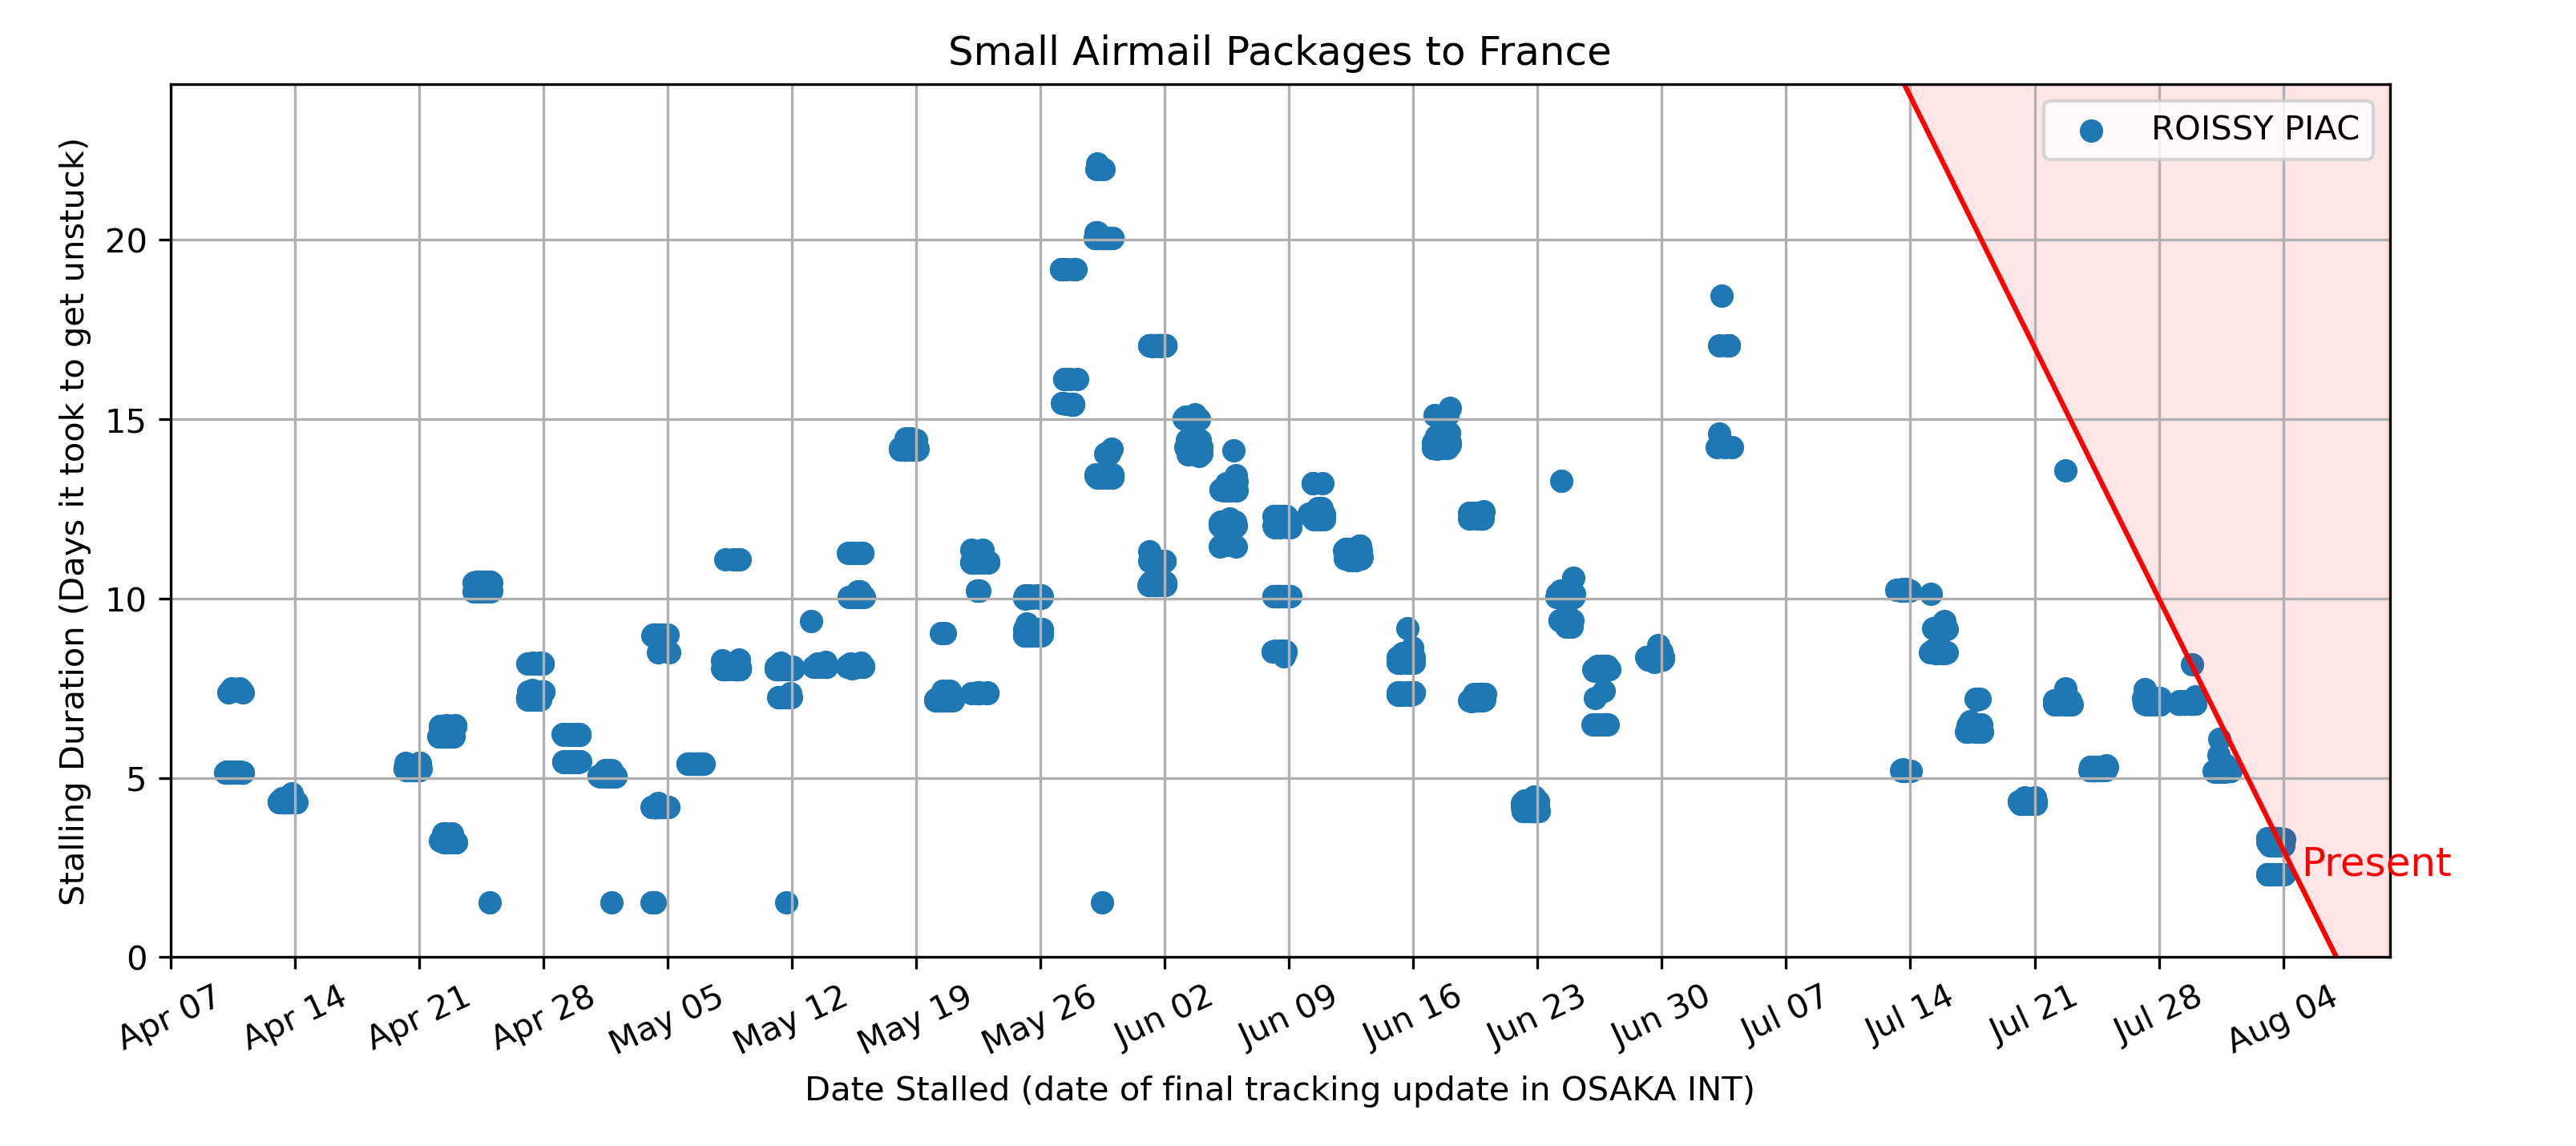 Small Airmail Packages to France
ROISSY PIAC
Stalling Duration (Days it took to get unstuck)
20
15
10
5
0
Present
Apr 07
Apr 14
Apr 21
Apr 28
May 05
May 12
May 19
May 26
Jun 02
Jun 09
Jun 16
Jun 23
Jun 30
Jul 07
Jul 14
Jul 21
Jul 28
Aug 04
Date Stalled (date of final tracking update in OSAKA INT)